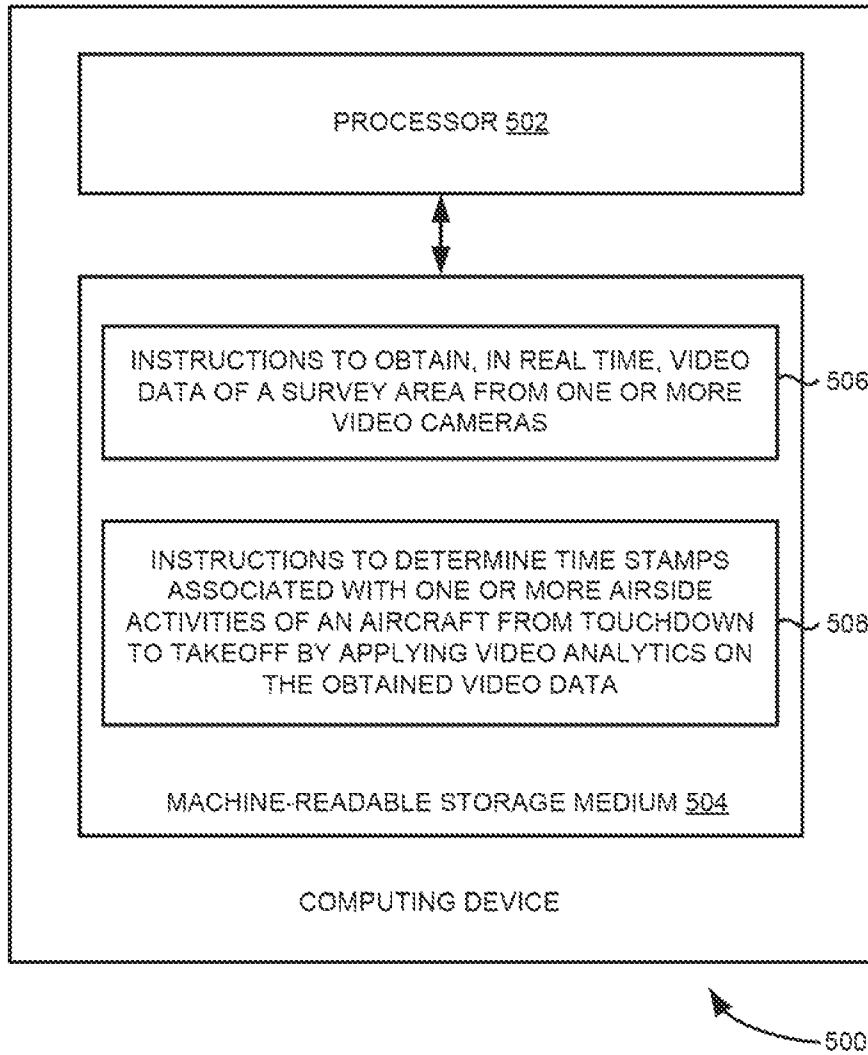 PROCESSOR 502
INSTRUCTIONS TO OBTAIN, IN REAL TIME, VIDEO
DATA OF A SURVEY AREA FROM ONE OR MORE
VIDEO CAMERAS
506
INSTRUCTIONS TO DETERMINE TIME STAMPS
ASSOCIATED WITH ONE OR MORE AIRSIDE
ACTIVITIES OF AN AIRCRAFT FROM TOUCHDOWN
TO TAKEOFF BY APPLYING VIDEO ANALYTICS ON
THE OBTAINED VIDEO DATA
508
MACHINE-READABLE STORAGE MEDIUM 504
COMPUTING DEVICE
500